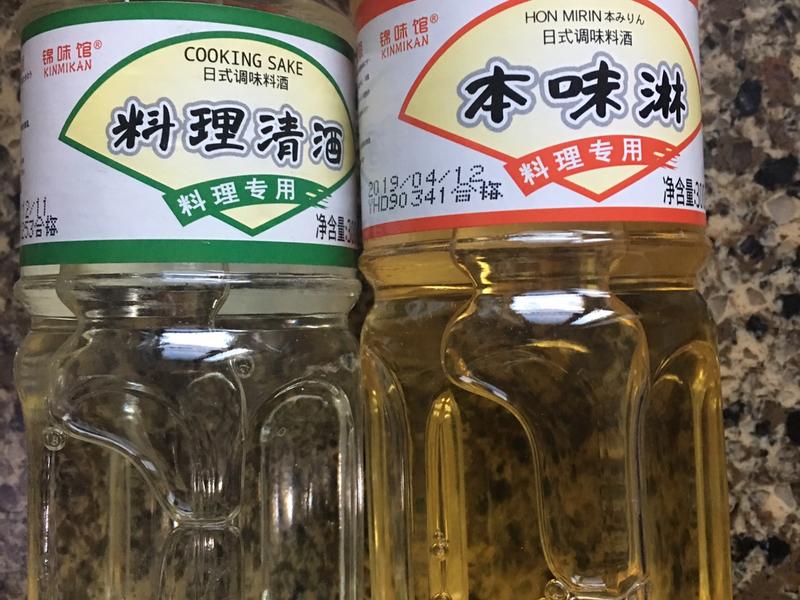 锦味馆®
KINMIKAN
COOKING SAKE
日式调味料酒
料理清酒
料理专用
净含量:
锦味馆®
KINMIKAN
HON MIRIN本みりん
日式调味料酒
本味淋
料理专用
2019/04/12
YHD90341合格
净含量: